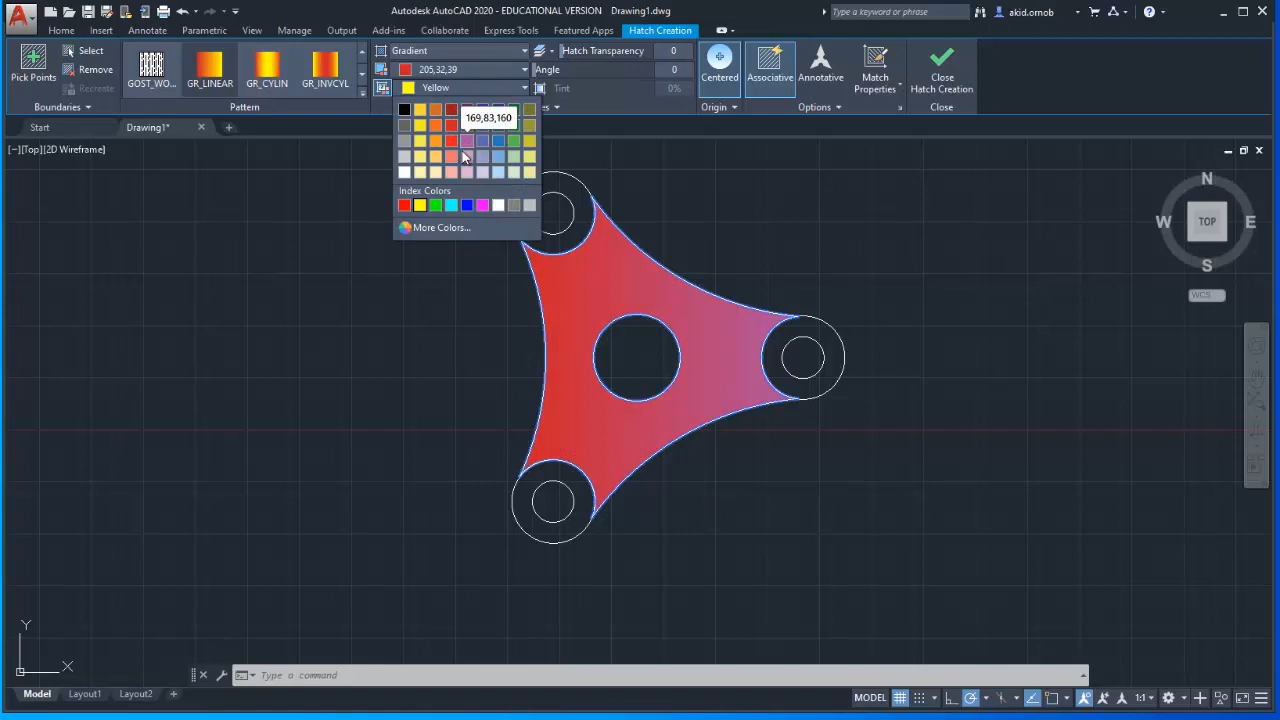 Autodesk AutoCAD 2020 - EDUCATIONAL VERSION Drawing1.dwg
Type a keyword or phrase
akid.omob
Home Insert Annotate Parametric View Manage Output Add-ins Collaborate Express Tools Featured Apps Hatch Creation
Pick Points
Select
Remove
Recreate
Boundaries
GOST_WO...
GR_LINEAR
GR_CYLIN
GR_INVCYL
Pattern
Gradient
205,32,39
Yellow
Hatch Transparency 0
Angle 0
Tint 0%
Centered
Origin
Associative
Annotative
Match
Properties
Options
Close
Hatch Creation
Close
169,83,160
Index Colors
More Colors...
Start
Drawing1*
[−][Top][2D Wireframe]
N
W
TOP
E
S
WCS
Y
X
Type a command
Model Layout1 Layout2
MODEL
1:1